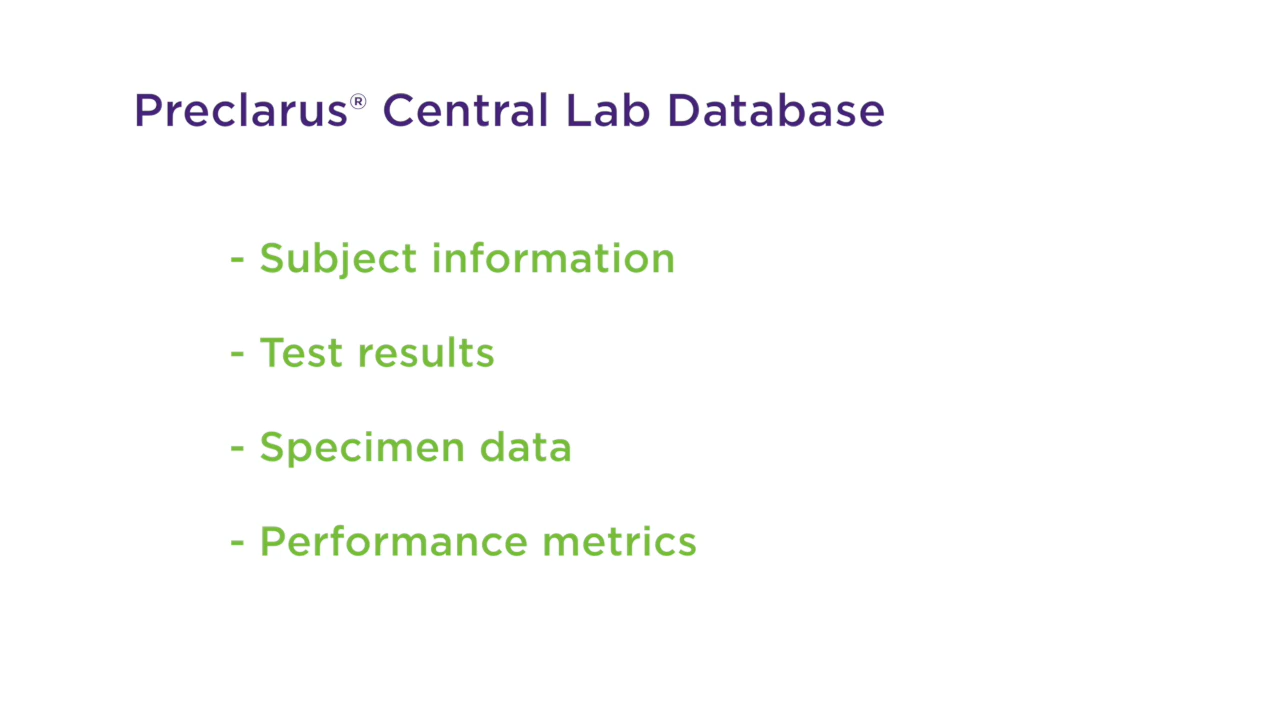 Preclarus® Central Lab Database
- Subject information
- Test results
- Specimen data
- Performance metrics